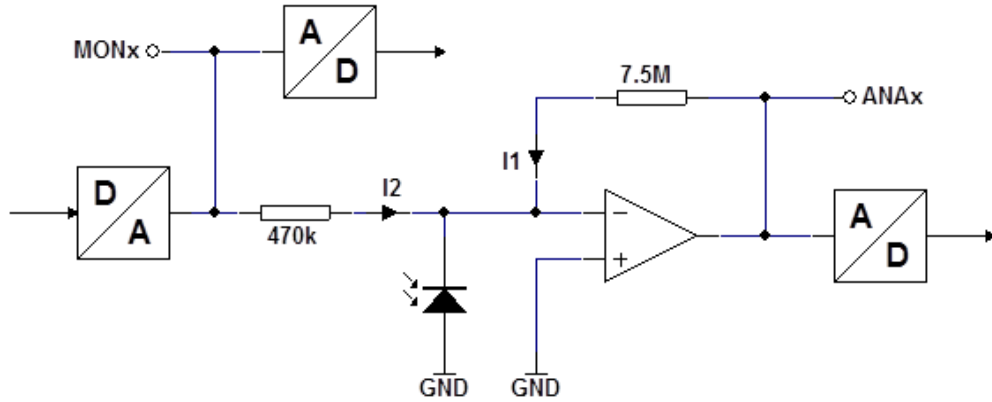 A
D
MONx
7.5M
ANAx
I1
D
A
I2
470k
−
+
A
D
GND
GND